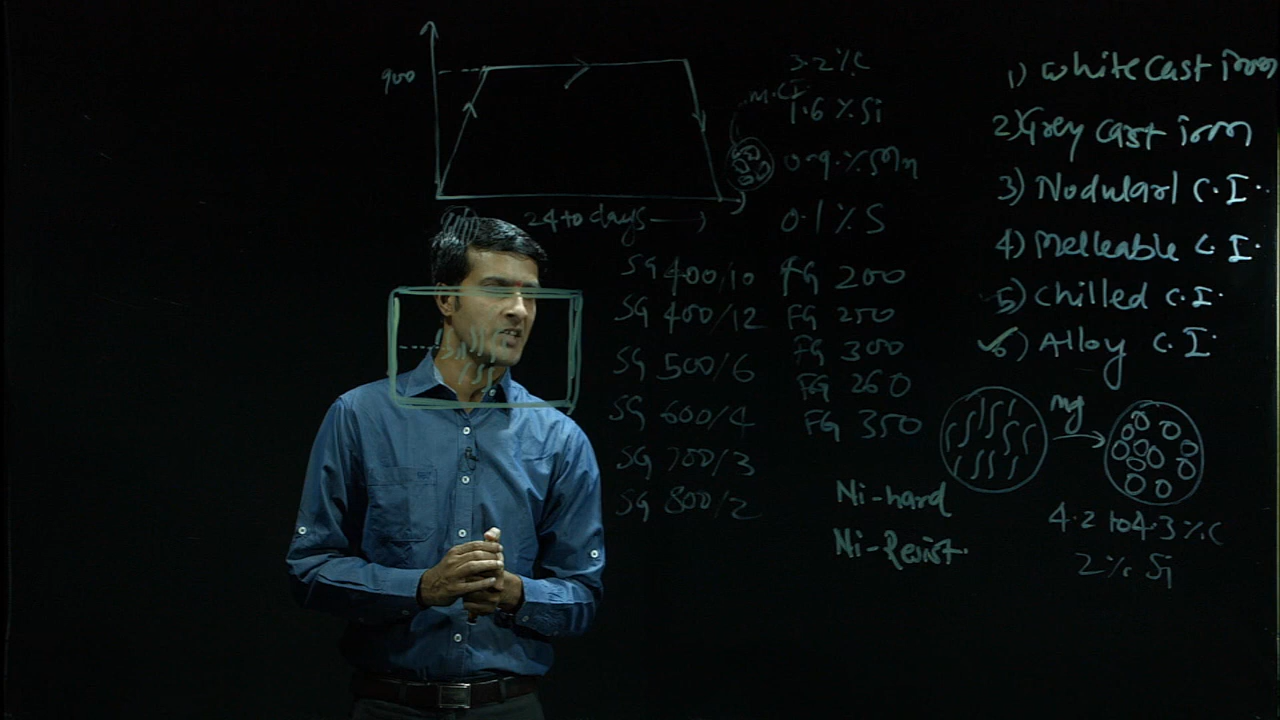 900
24 to days
M.C.I
3.2%C
1.6%Si
0.9.%Mn
0.1%S
SG 400/10
SG 400/12
SG 500/6
SG 600/4
SG 700/3
SG 800/2
FG 200
FG 250
FG 300
FG 260
FG 350
Ni-hard
Ni-Resist.
1) White cast iron
2) Grey cast iron
3) Nodularl C.I.
4) Melleable C.I.
5) Chilled C.I.
6) Alloy C.I.
Mg
4.2 to 4.3%C
2% Si